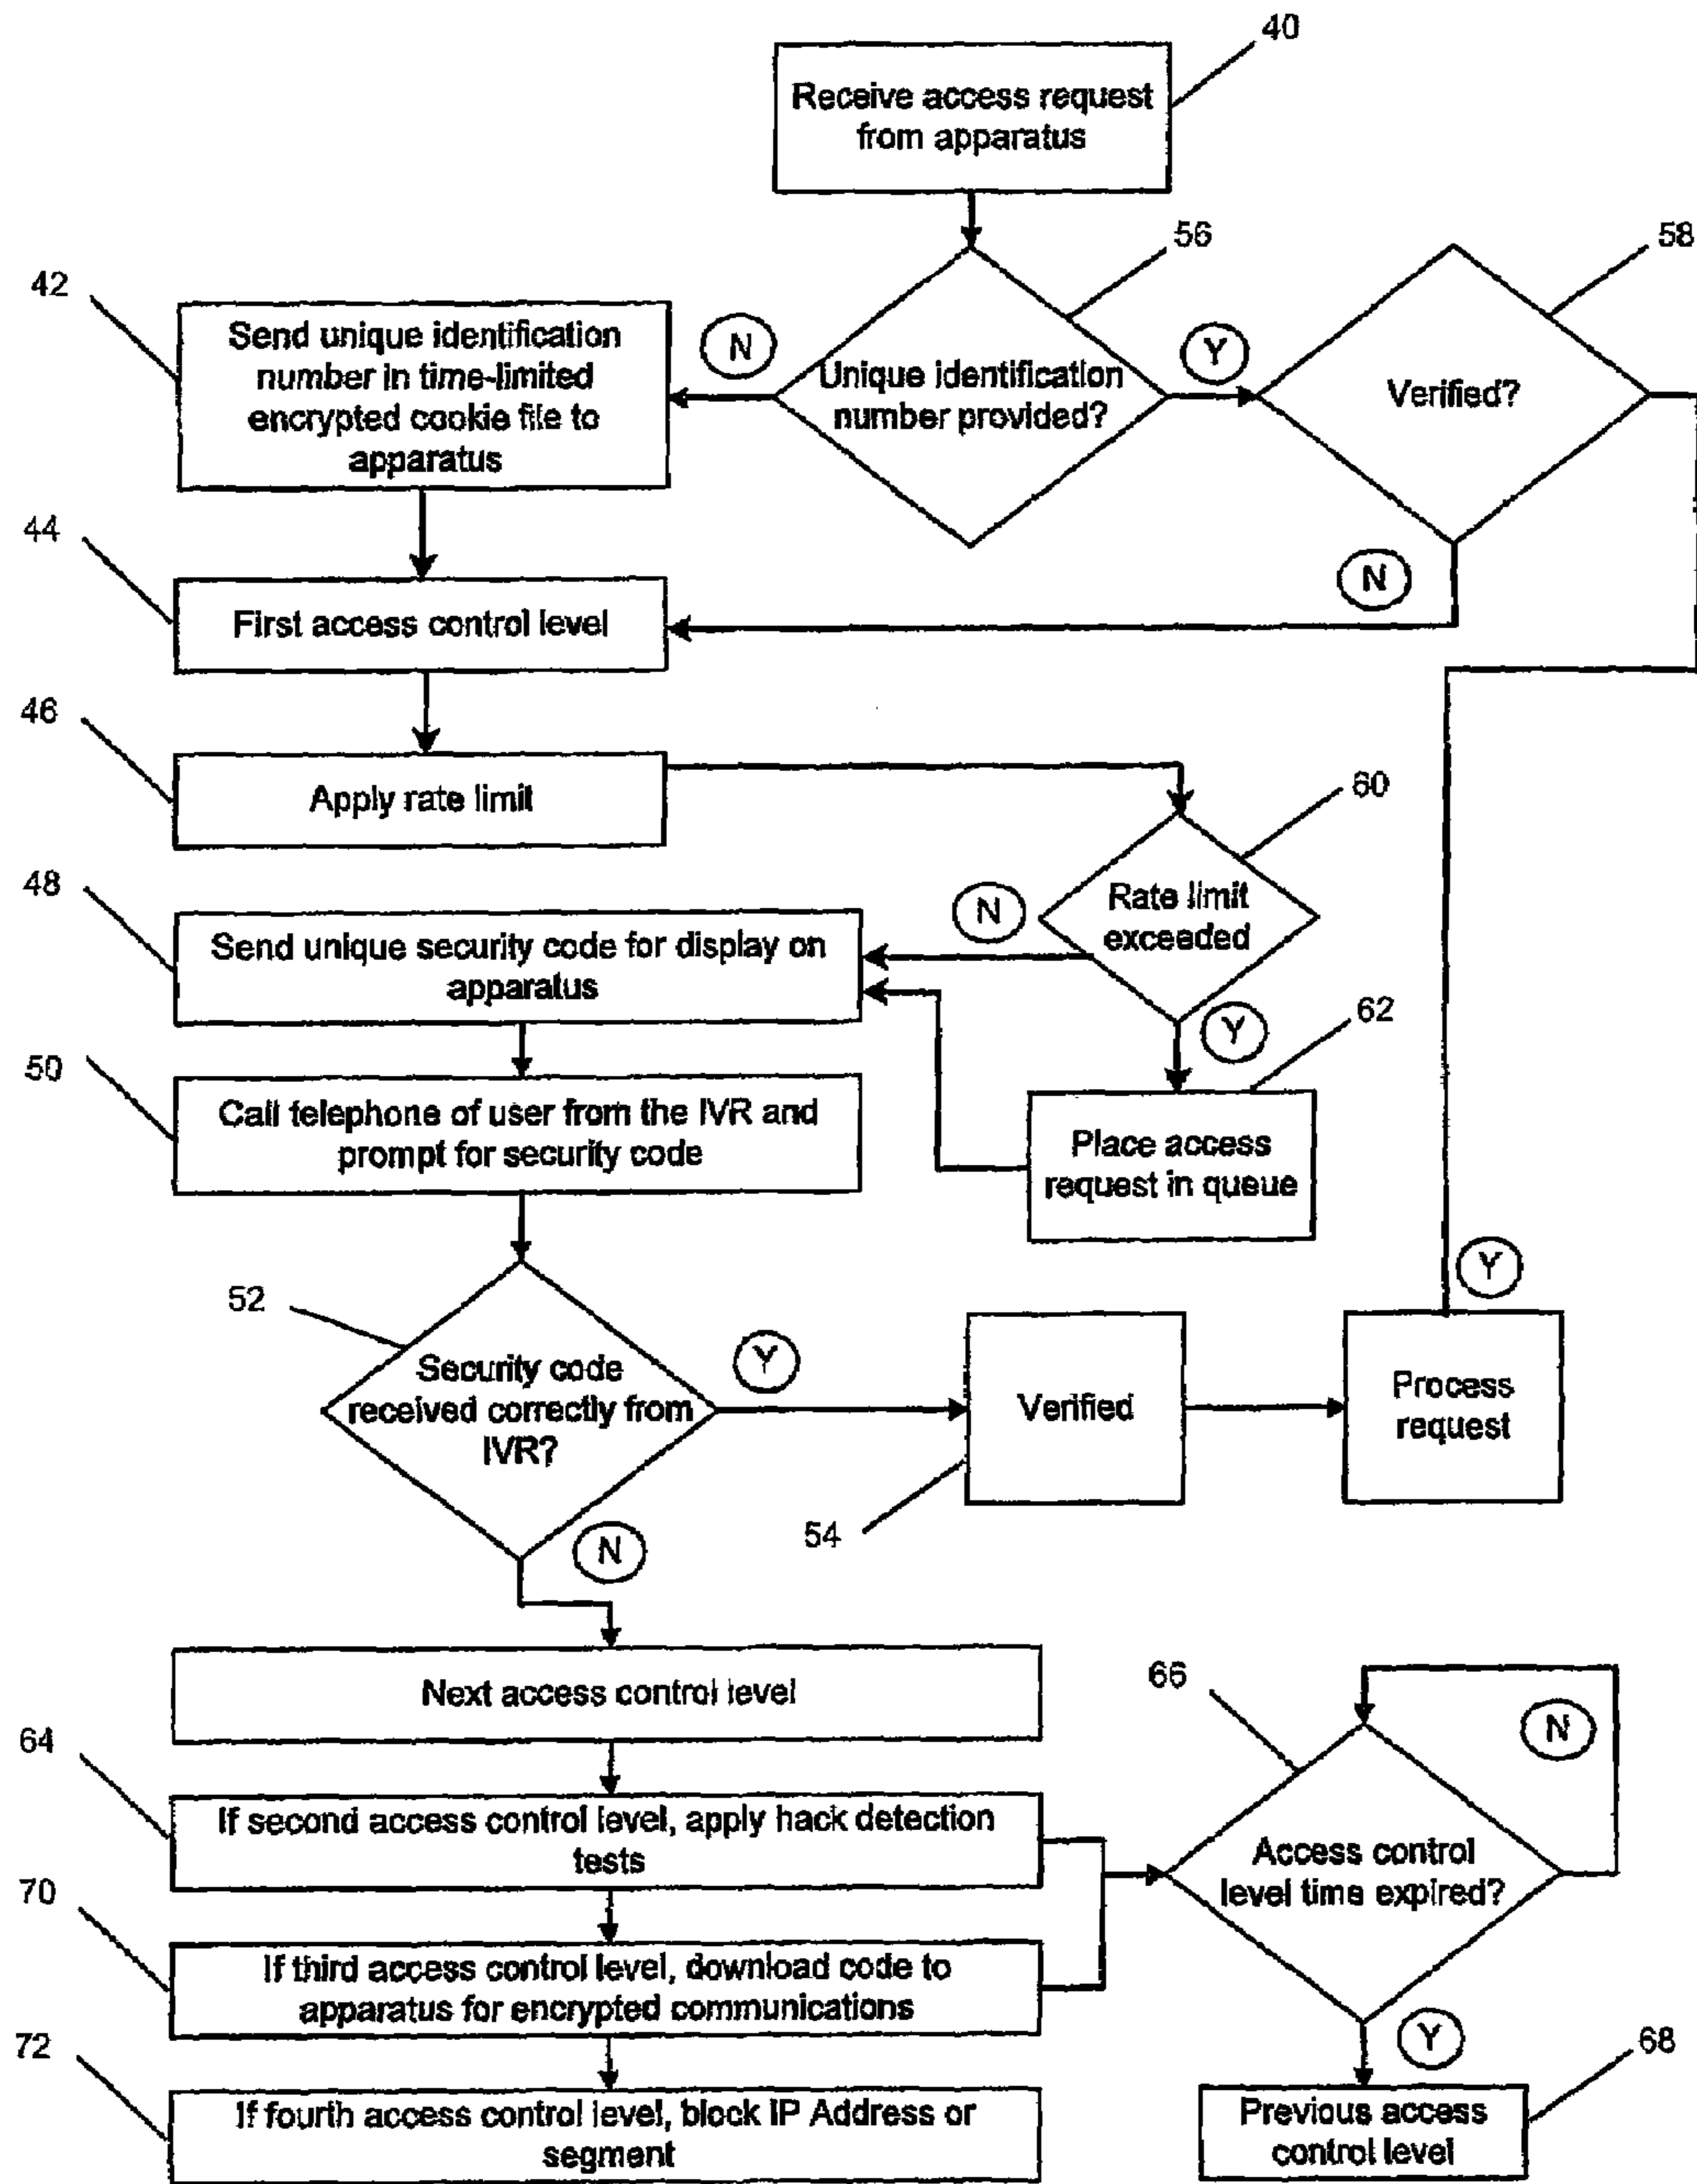 40
Receive access request
from apparatus
56
58
42
Send unique identification
number in time-limited
encrypted cookie file to
apparatus
N
Unique identification
number provided?
Y
Verified?
44
N
First access control level
46
Apply rate limit
60
48
N
Rate limit
exceeded
Send unique security code for display on
apparatus
Y
62
50
Call telephone of user from the IVR and
prompt for security code
Place access
request in queue
Y
52
Security code
received correctly from
IVR?
Y
Verified
Process
request
54
N
Next access control level
66
N
64
If second access control level, apply hack detection
tests
Access control
level time expired?
70
If third access control level, download code to
apparatus for encrypted communications
Y
68
72
If fourth access control level, block IP Address or
segment
Previous access
control level